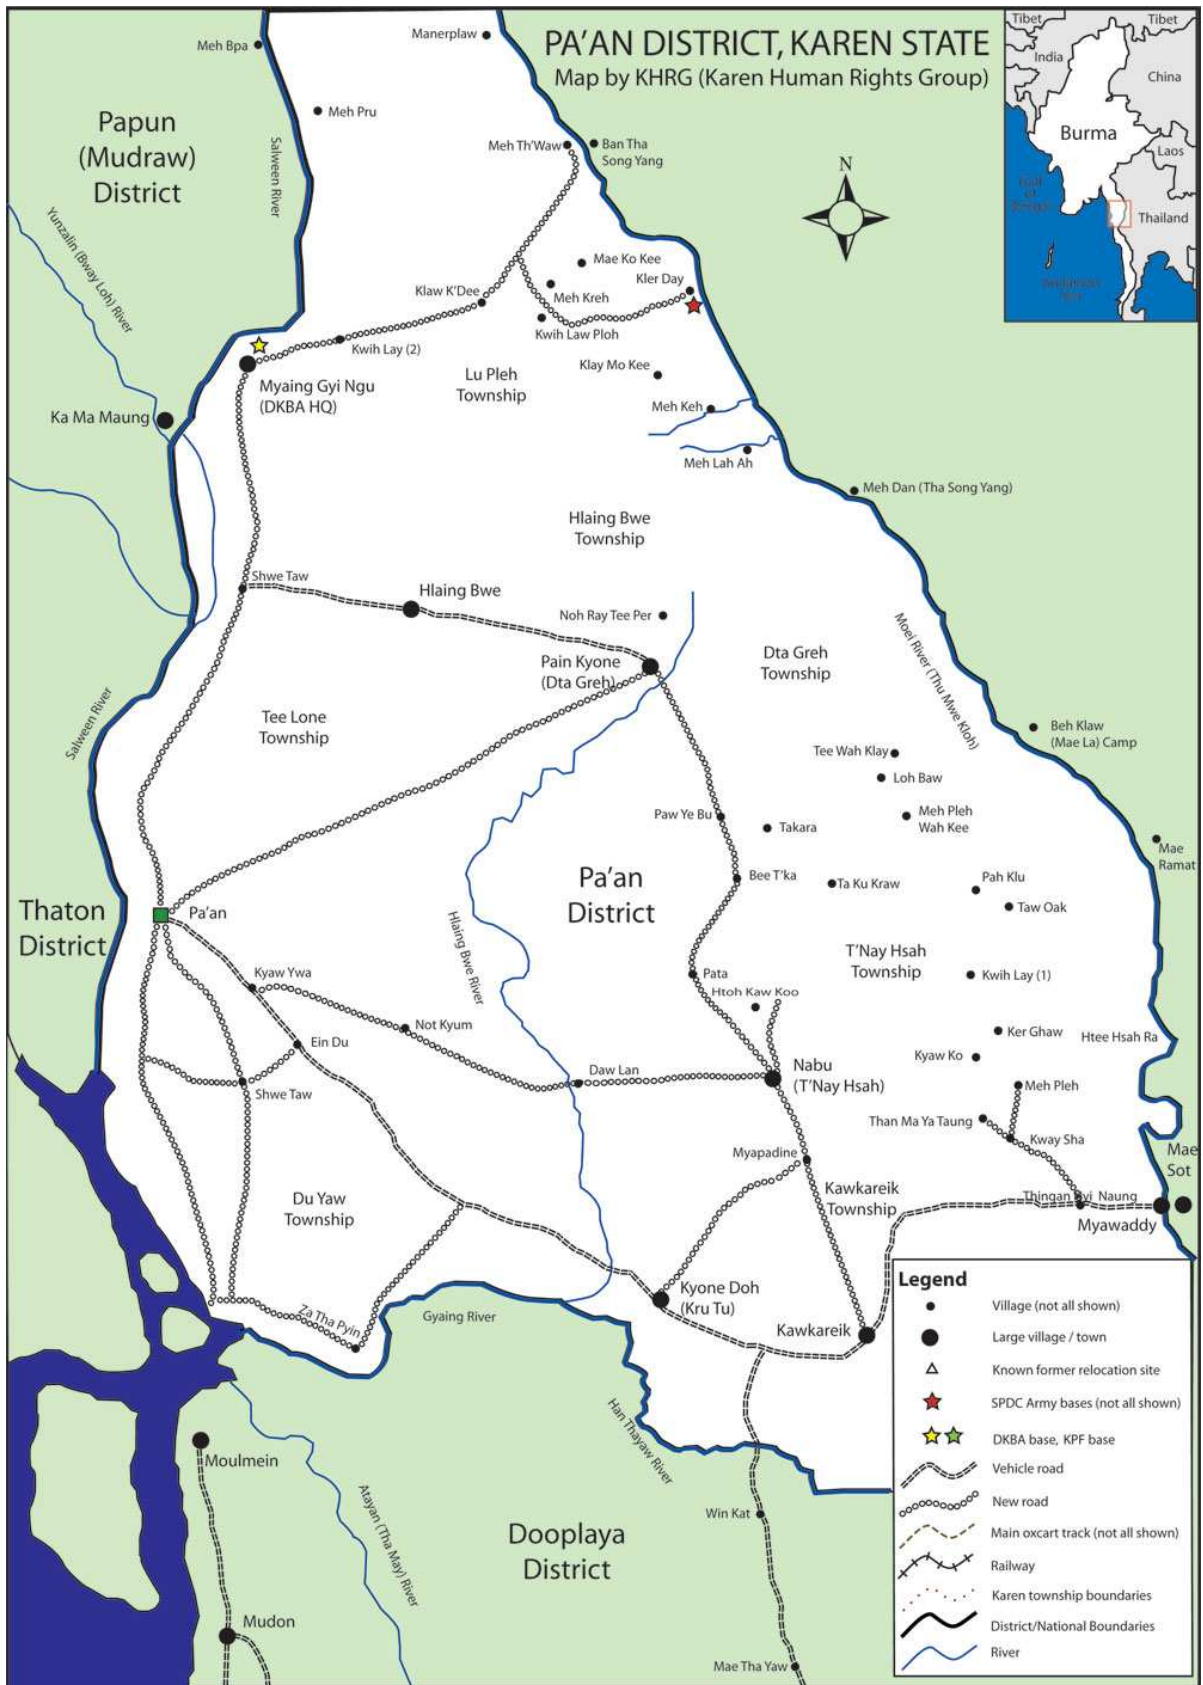 PA'AN DISTRICT, KAREN STATE
Map by KHRG (Karen Human Rights Group)
Tibet
Tibet
India
China
Burma
Laos
Thailand
Meh Bpa
Manerplaw
Meh Pru
Papun
(Mudraw)
District
Salween River
Meh Th'Waw
Ban Tha
Song Yang
N
Yunzalin (Bway Loh) River
Mae Ko Kee
Kler Day
Klaw K'Dee
Meh Kreh
Kwih Law Ploh
Kwih Lay (2)
Klay Mo Kee
Lu Pleh
Township
Myaing Gyi Ngu
(DKBA HQ)
Meh Keh
Ka Ma Maung
Meh Lah Ah
Meh Dan (Tha Song Yang)
Hlaing Bwe
Township
Shwe Taw
Hlaing Bwe
Noh Ray Tee Per
Moei River (Thu Mwe Kloh)
Pain Kyone
(Dta Greh)
Dta Greh
Township
Salween River
Tee Lone
Township
Beh Klaw
(Mae La) Camp
Tee Wah Klay
Loh Baw
Paw Ye Bu
Takara
Meh Pleh
Wah Kee
Mae
Ramat
Pa'an
District
Bee T'ka
Ta Ku Kraw
Pah Klu
Taw Oak
Thaton
District
Pa'an
Hlaing Bwe River
T'Nay Hsah
Township
Kyaw Ywa
Pata
Kwih Lay (1)
Htoh Kaw Koo
Not Kyum
Ein Du
Ker Ghaw
Htee Hsah Ra
Kyaw Ko
Daw Lan
Nabu
(T'Nay Hsah)
Shwe Taw
Meh Pleh
Than Ma Ya Taung
Kway Sha
Myapadine
Mae
Sot
Du Yaw
Township
Kawkareik
Township
Thingan Nyi Naung
Myawaddy
Kyone Doh
(Kru Tu)
Za Tha Pyin
Gyaing River
Kawkareik
Han Thayaw River
Moulmein
Atayan (Tha May) River
Win Kat
Dooplaya
District
Mudon
Mae Tha Yaw
Legend
Village (not all shown)
Large village / town
Known former relocation site
SPDC Army bases (not all shown)
DKBA base, KPF base
Vehicle road
New road
Main oxcart track (not all shown)
Railway
Karen township boundaries
District/National Boundaries
River